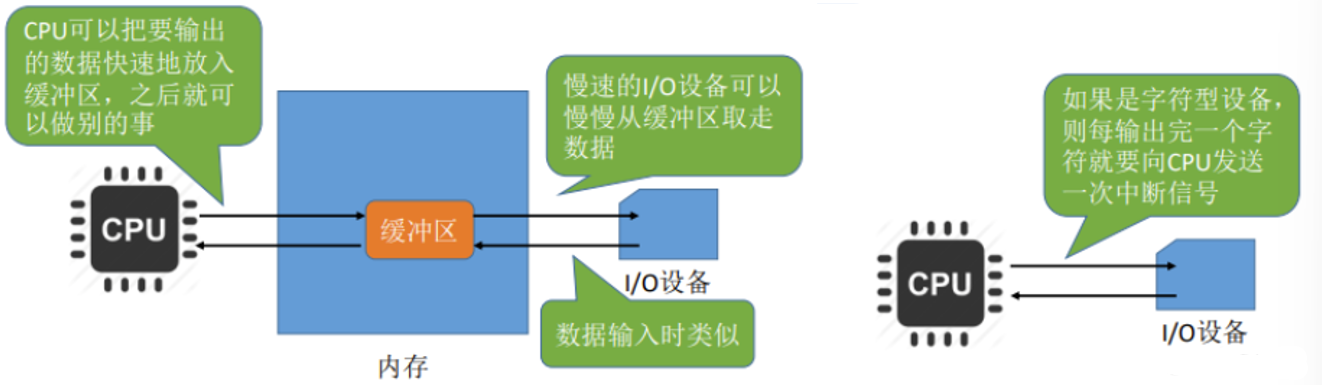 CPU可以把要输出
的数据快速地放入
缓冲区，之后就可
以做别的事
慢速的I/O设备可以
慢慢从缓冲区取走
数据
CPU
缓冲区
I/O设备
数据输入时类似
内存
如果是字符型设备，
则每输出完一个字
符就要向CPU发送
一次中断信号
CPU
I/O设备